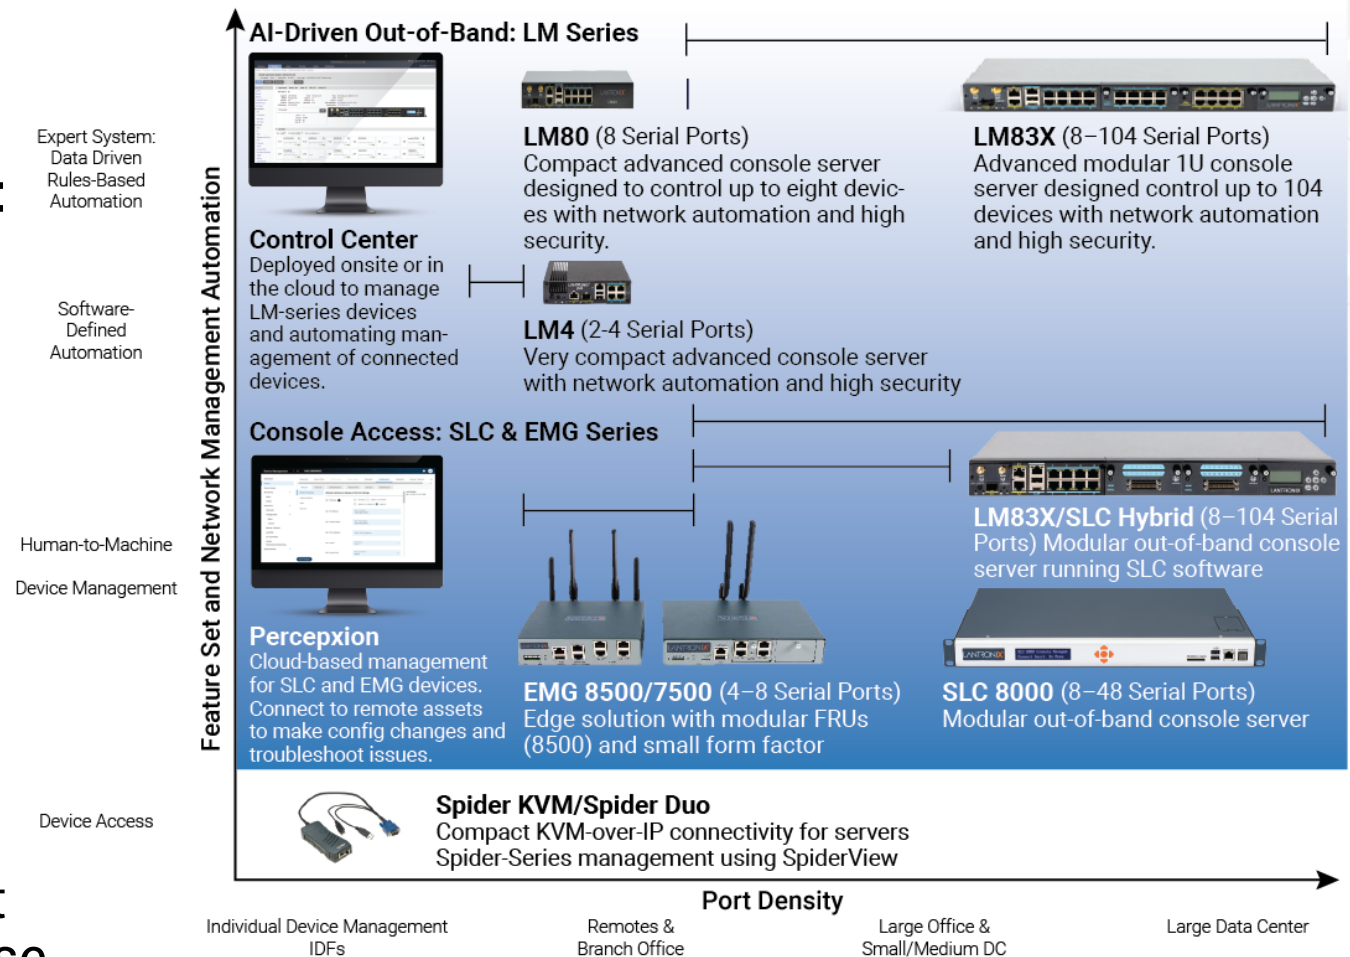 AI-Driven Out-of-Band: LM Series
Expert System:
Data Driven
Rules-Based
Automation
Software-
Defined
Automation
Human-to-Machine
Device Management
Device Access
Feature Set and Network Management Automation
Control Center
Deployed onsite or in
the cloud to manage
LM-series devices
and automating man-
agement of connected
devices.
LM80 (8 Serial Ports)
Compact advanced console server
designed to control up to eight devic-
es with network automation and high
security.
LANTRONIX
LM83X (8–104 Serial Ports)
Advanced modular 1U console
server designed control up to 104
devices with network automation
and high security.
LM4 (2-4 Serial Ports)
Very compact advanced console server
with network automation and high security
Console Access: SLC & EMG Series
Percepxion
Cloud-based management
for SLC and EMG devices.
Connect to remote assets
to make config changes and
troubleshoot issues.
LANTRONIX
LANTRONIX
EMG 8500/7500 (4–8 Serial Ports)
Edge solution with modular FRUs
(8500) and small form factor
LANTRONIX
LM83X/SLC Hybrid (8–104 Serial
Ports) Modular out-of-band console
server running SLC software
LANTRONIX
SLC 8000 (8–48 Serial Ports)
Modular out-of-band console server
Spider KVM/Spider Duo
Compact KVM-over-IP connectivity for servers
Spider-Series management using SpiderView
Port Density
Individual Device Management
IDFs
Remotes &
Branch Office
Large Office &
Small/Medium DC
Large Data Center